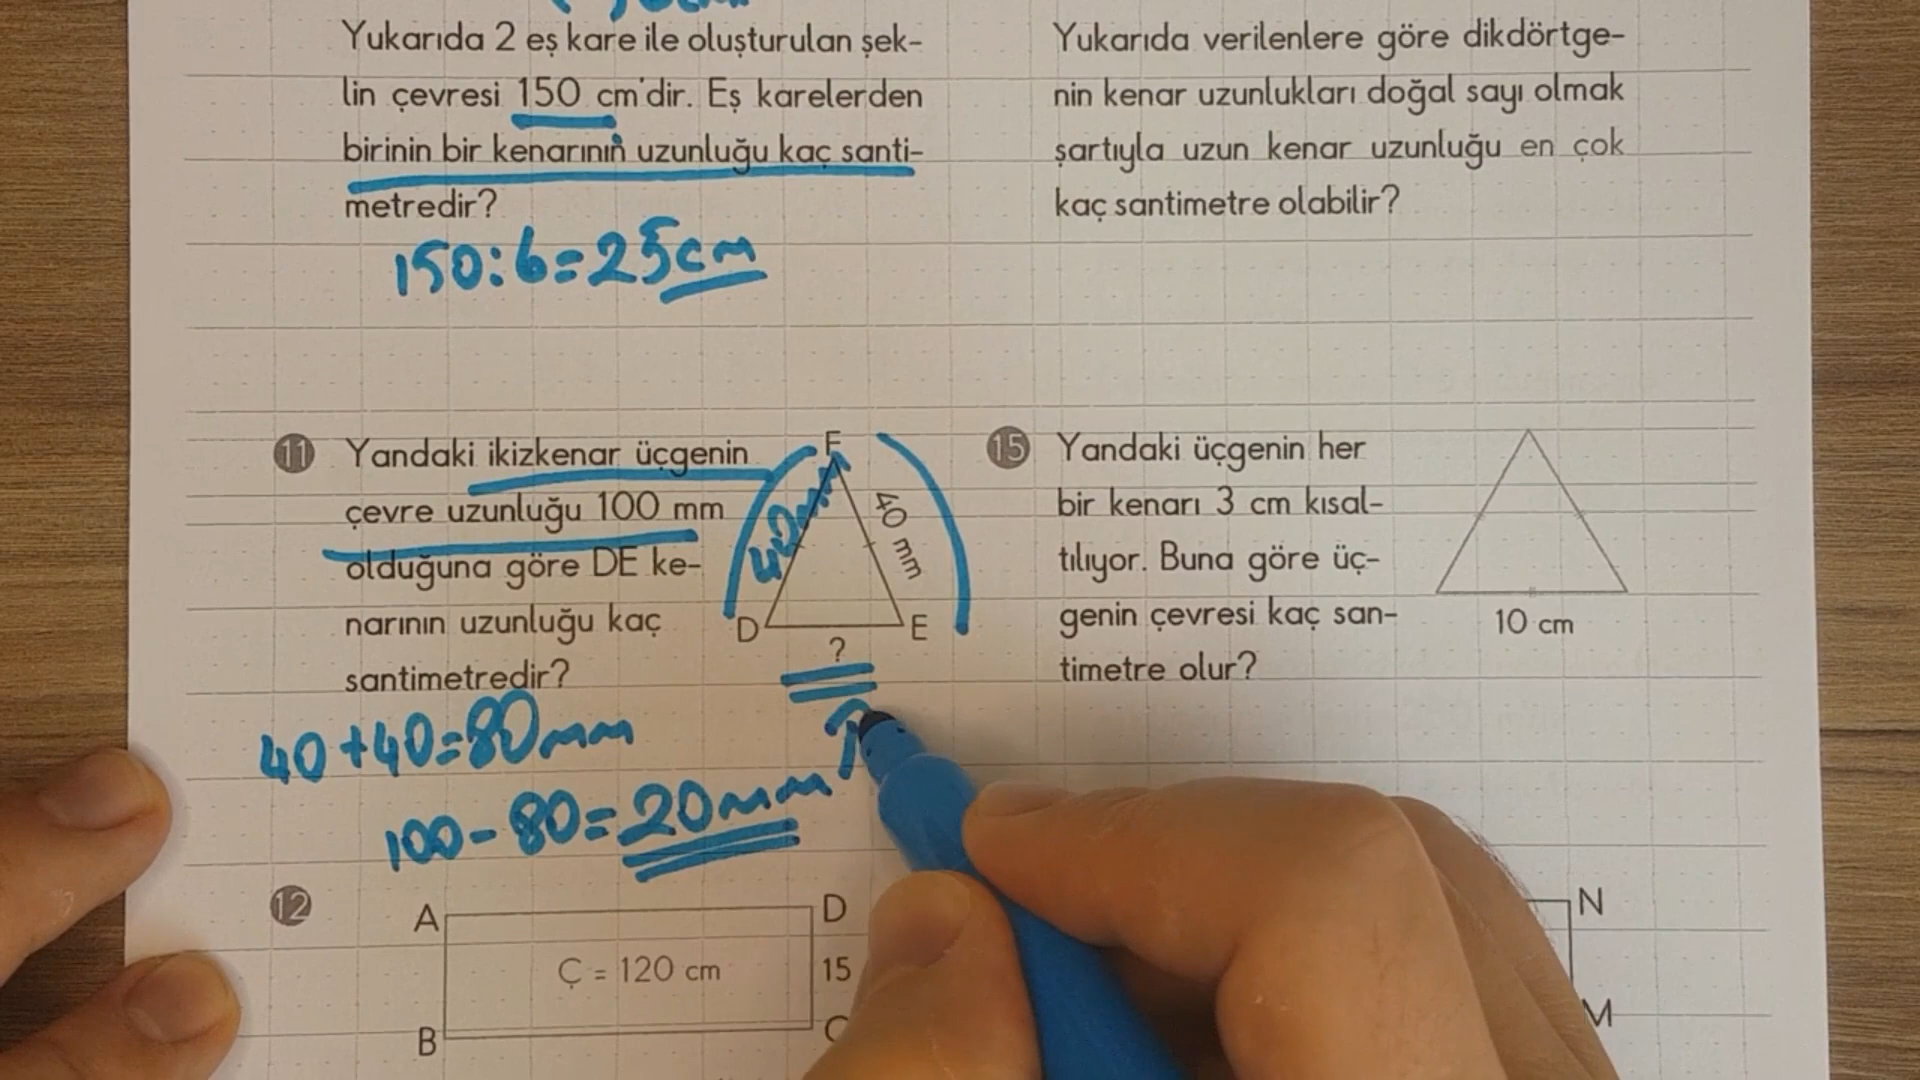 Yukarıda 2 eş kare ile oluşturulan şek-
lin çevresi 150 cm'dir. Eş karelerden
birinin bir kenarının uzunluğu kaç santi-
metredir?
150:6=25cm
Yukarıda verilenlere göre dikdörtge-
nin kenar uzunlukları doğal sayı olmak
şartıyla uzun kenar uzunluğu en çok
kaç santimetre olabilir?
11 Yandaki ikizkenar üçgenin
çevre uzunluğu 100 mm
olduğuna göre DE ke-
narının uzunluğu kaç
santimetredir?
F
40mm
40 mm
D
E
?
40+40=80mm
100-80=20mm
15 Yandaki üçgenin her
bir kenarı 3 cm kısal-
tılıyor. Buna göre üç-
genin çevresi kaç san-
timetre olur?
10 cm
12
A
D
Ç = 120 cm
15
B
C
N
M